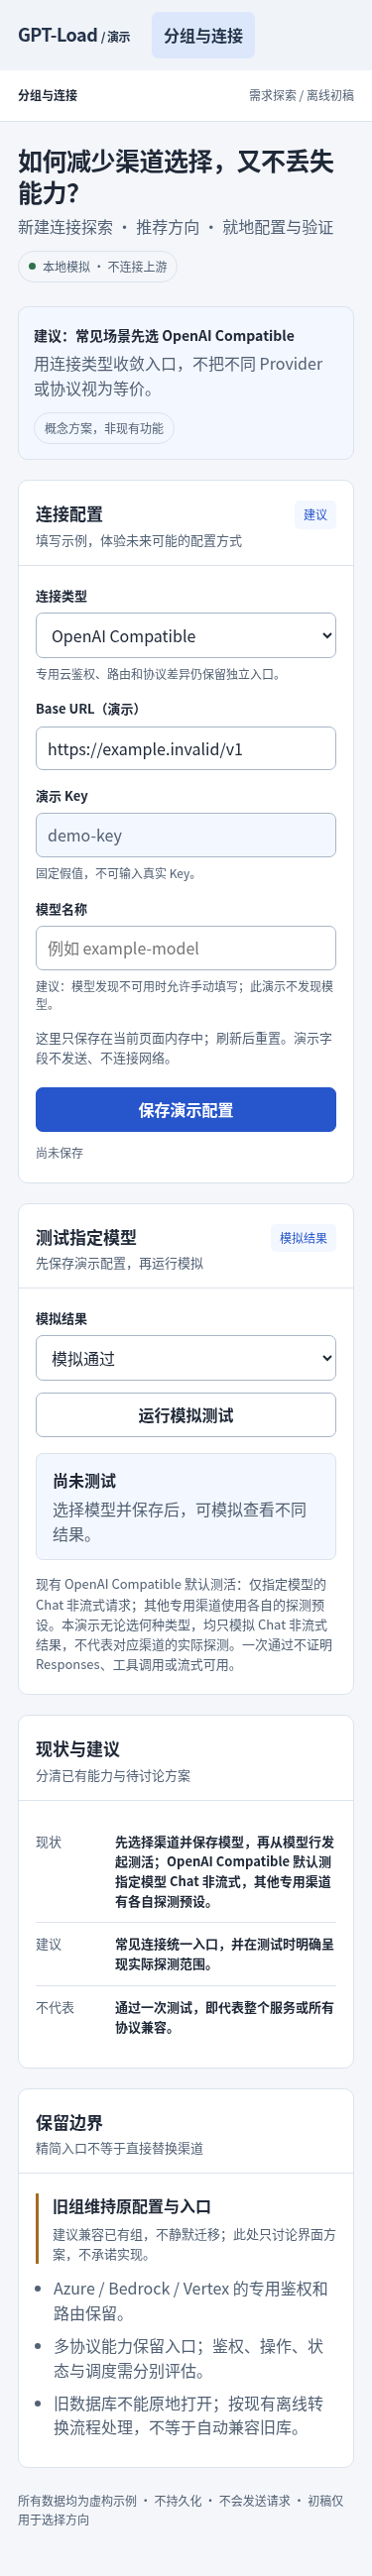 GPT-Load / 演示
分组与连接
分组与连接
需求探索 / 离线初稿
如何减少渠道选择，又不丢失
能力？
新建连接探索 · 推荐方向 · 就地配置与验证
本地模拟 · 不连接上游
建议：常见场景先选 OpenAI Compatible
用连接类型收敛入口，不把不同 Provider
或协议视为等价。
概念方案，非现有功能
连接配置
建议
填写示例，体验未来可能的配置方式
连接类型
OpenAI Compatible
专用云鉴权、路由和协议差异仍保留独立入口。
Base URL（演示）
https://example.invalid/v1
演示 Key
demo-key
固定假值，不可输入真实 Key。
模型名称
例如 example-model
建议：模型发现不可用时允许手动填写；此演示不发现模
型。
这里只保存在当前页面内存中；刷新后重置。演示字
段不发送、不连接网络。
保存演示配置
尚未保存
测试指定模型
模拟结果
先保存演示配置，再运行模拟
模拟结果
模拟通过
运行模拟测试
尚未测试
选择模型并保存后，可模拟查看不同
结果。
现有 OpenAI Compatible 默认测活：仅指定模型的
Chat 非流式请求；其他专用渠道使用各自的探测预
设。本演示无论选何种类型，均只模拟 Chat 非流式
结果，不代表对应渠道的实际探测。一次通过不证明
Responses、工具调用或流式可用。
现状与建议
分清已有能力与待讨论方案
现状
先选择渠道并保存模型，再从模型行发
起测活；OpenAI Compatible 默认测
指定模型 Chat 非流式，其他专用渠道
有各自探测预设。
建议
常见连接统一入口，并在测试时明确呈
现实际探测范围。
不代表
通过一次测试，即代表整个服务或所有
协议兼容。
保留边界
精简入口不等于直接替换渠道
旧组维持原配置与入口
建议兼容已有组，不静默迁移；此处只讨论界面方
案，不承诺实现。
• Azure / Bedrock / Vertex 的专用鉴权和
路由保留。
• 多协议能力保留入口；鉴权、操作、状
态与调度需分别评估。
• 旧数据库不能原地打开；按现有离线转
换流程处理，不等于自动兼容旧库。
所有数据均为虚构示例 · 不持久化 · 不会发送请求 · 初稿仅
用于选择方向